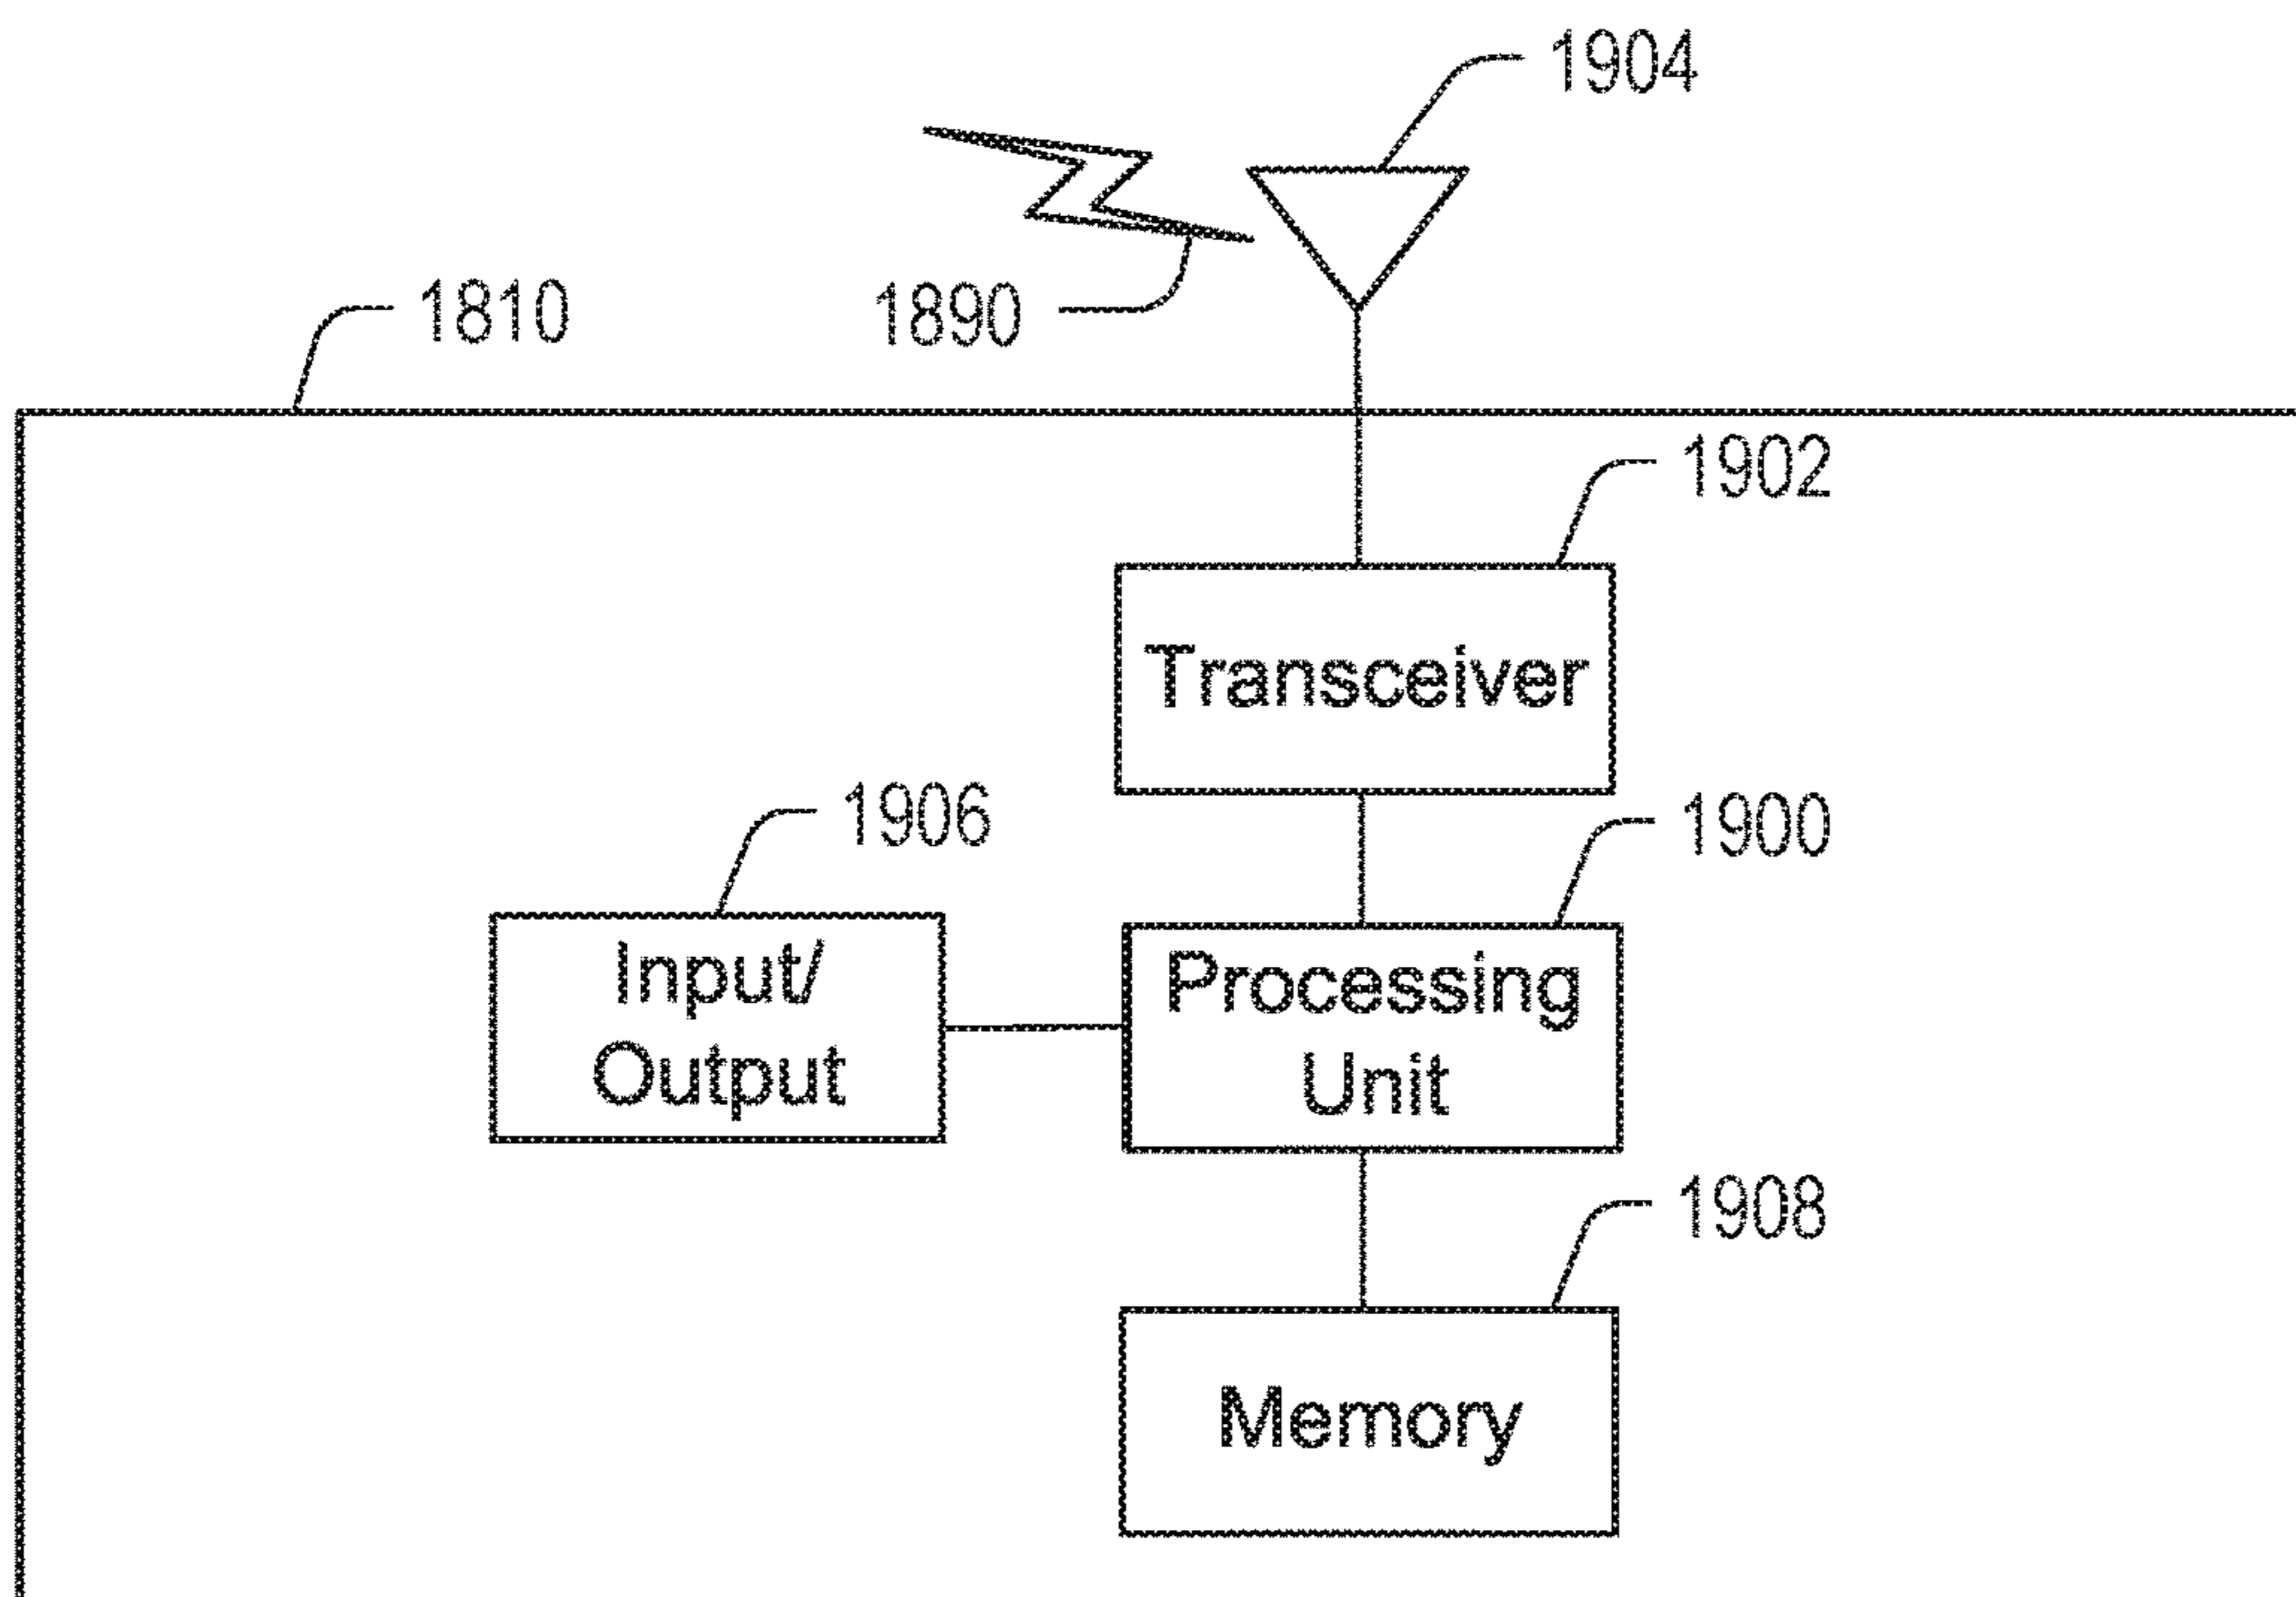 1904
1890
1810
1902
Transceiver
1906
1900
Input/
Output
Processing
Unit
1908
Memory